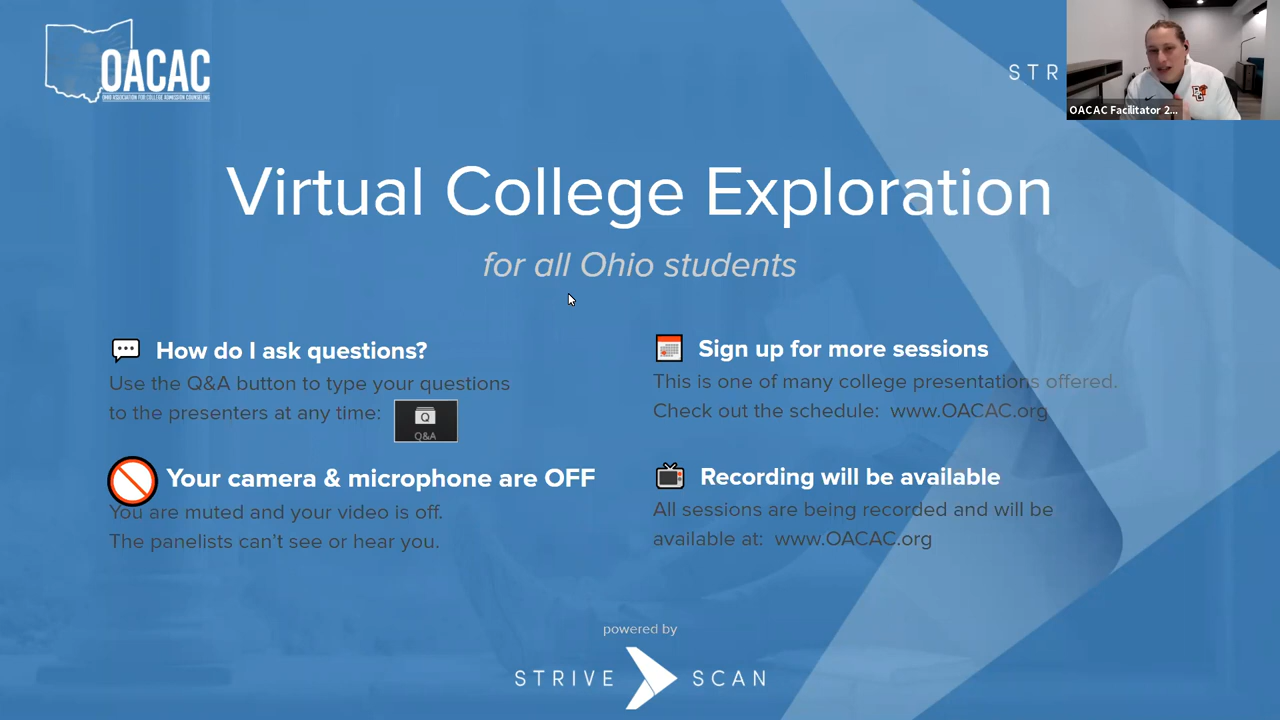 OACAC
OHIO ASSOCIATION FOR COLLEGE ADMISSION COUNSELING
STR
OACAC Facilitator 2...
BG
Virtual College Exploration
for all Ohio students
How do I ask questions?
Use the Q&A button to type your questions
to the presenters at any time:
Q
Q&A
Your camera & microphone are OFF
You are muted and your video is off.
The panelists can’t see or hear you.
Sign up for more sessions
This is one of many college presentations offered.
Check out the schedule: www.OACAC.org
Recording will be available
All sessions are being recorded and will be
available at: www.OACAC.org
powered by
STRIVE SCAN